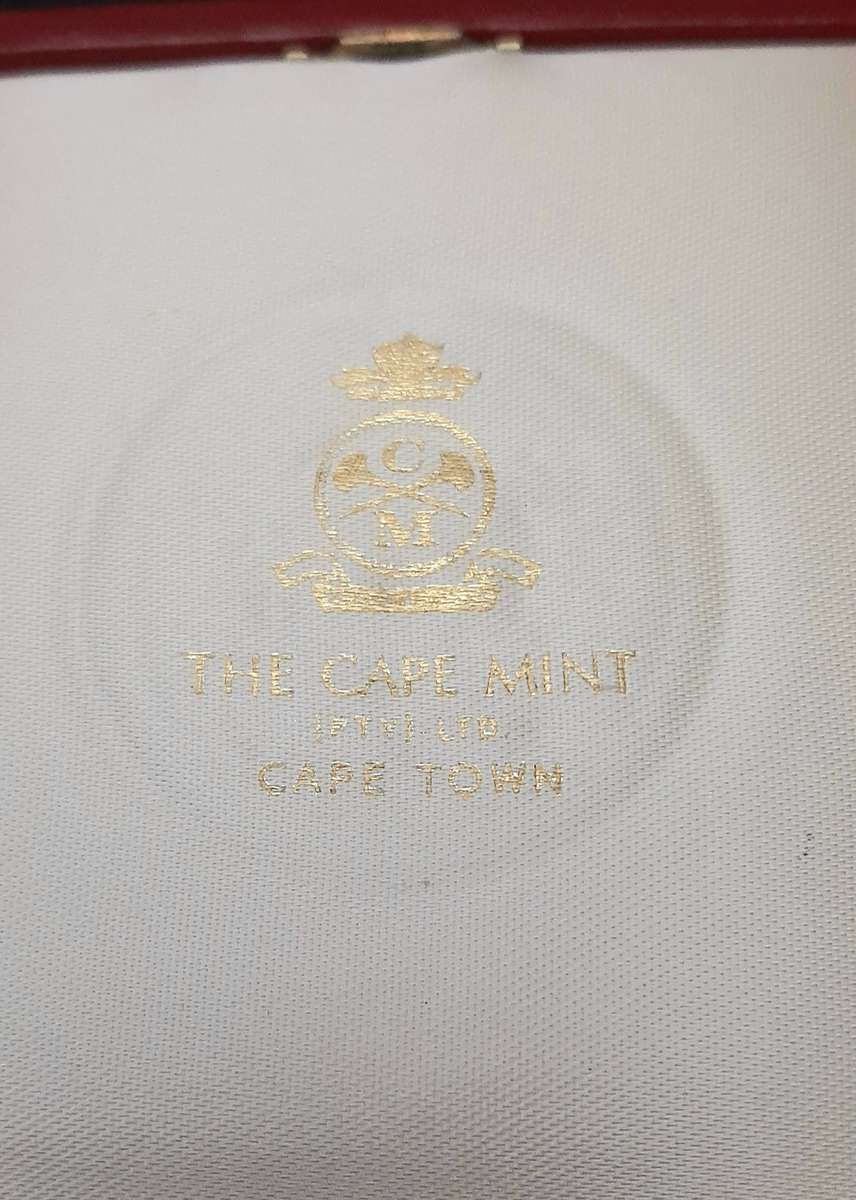 C
M
THE CAPE MINT
(PTY) LTD.
CAPE TOWN